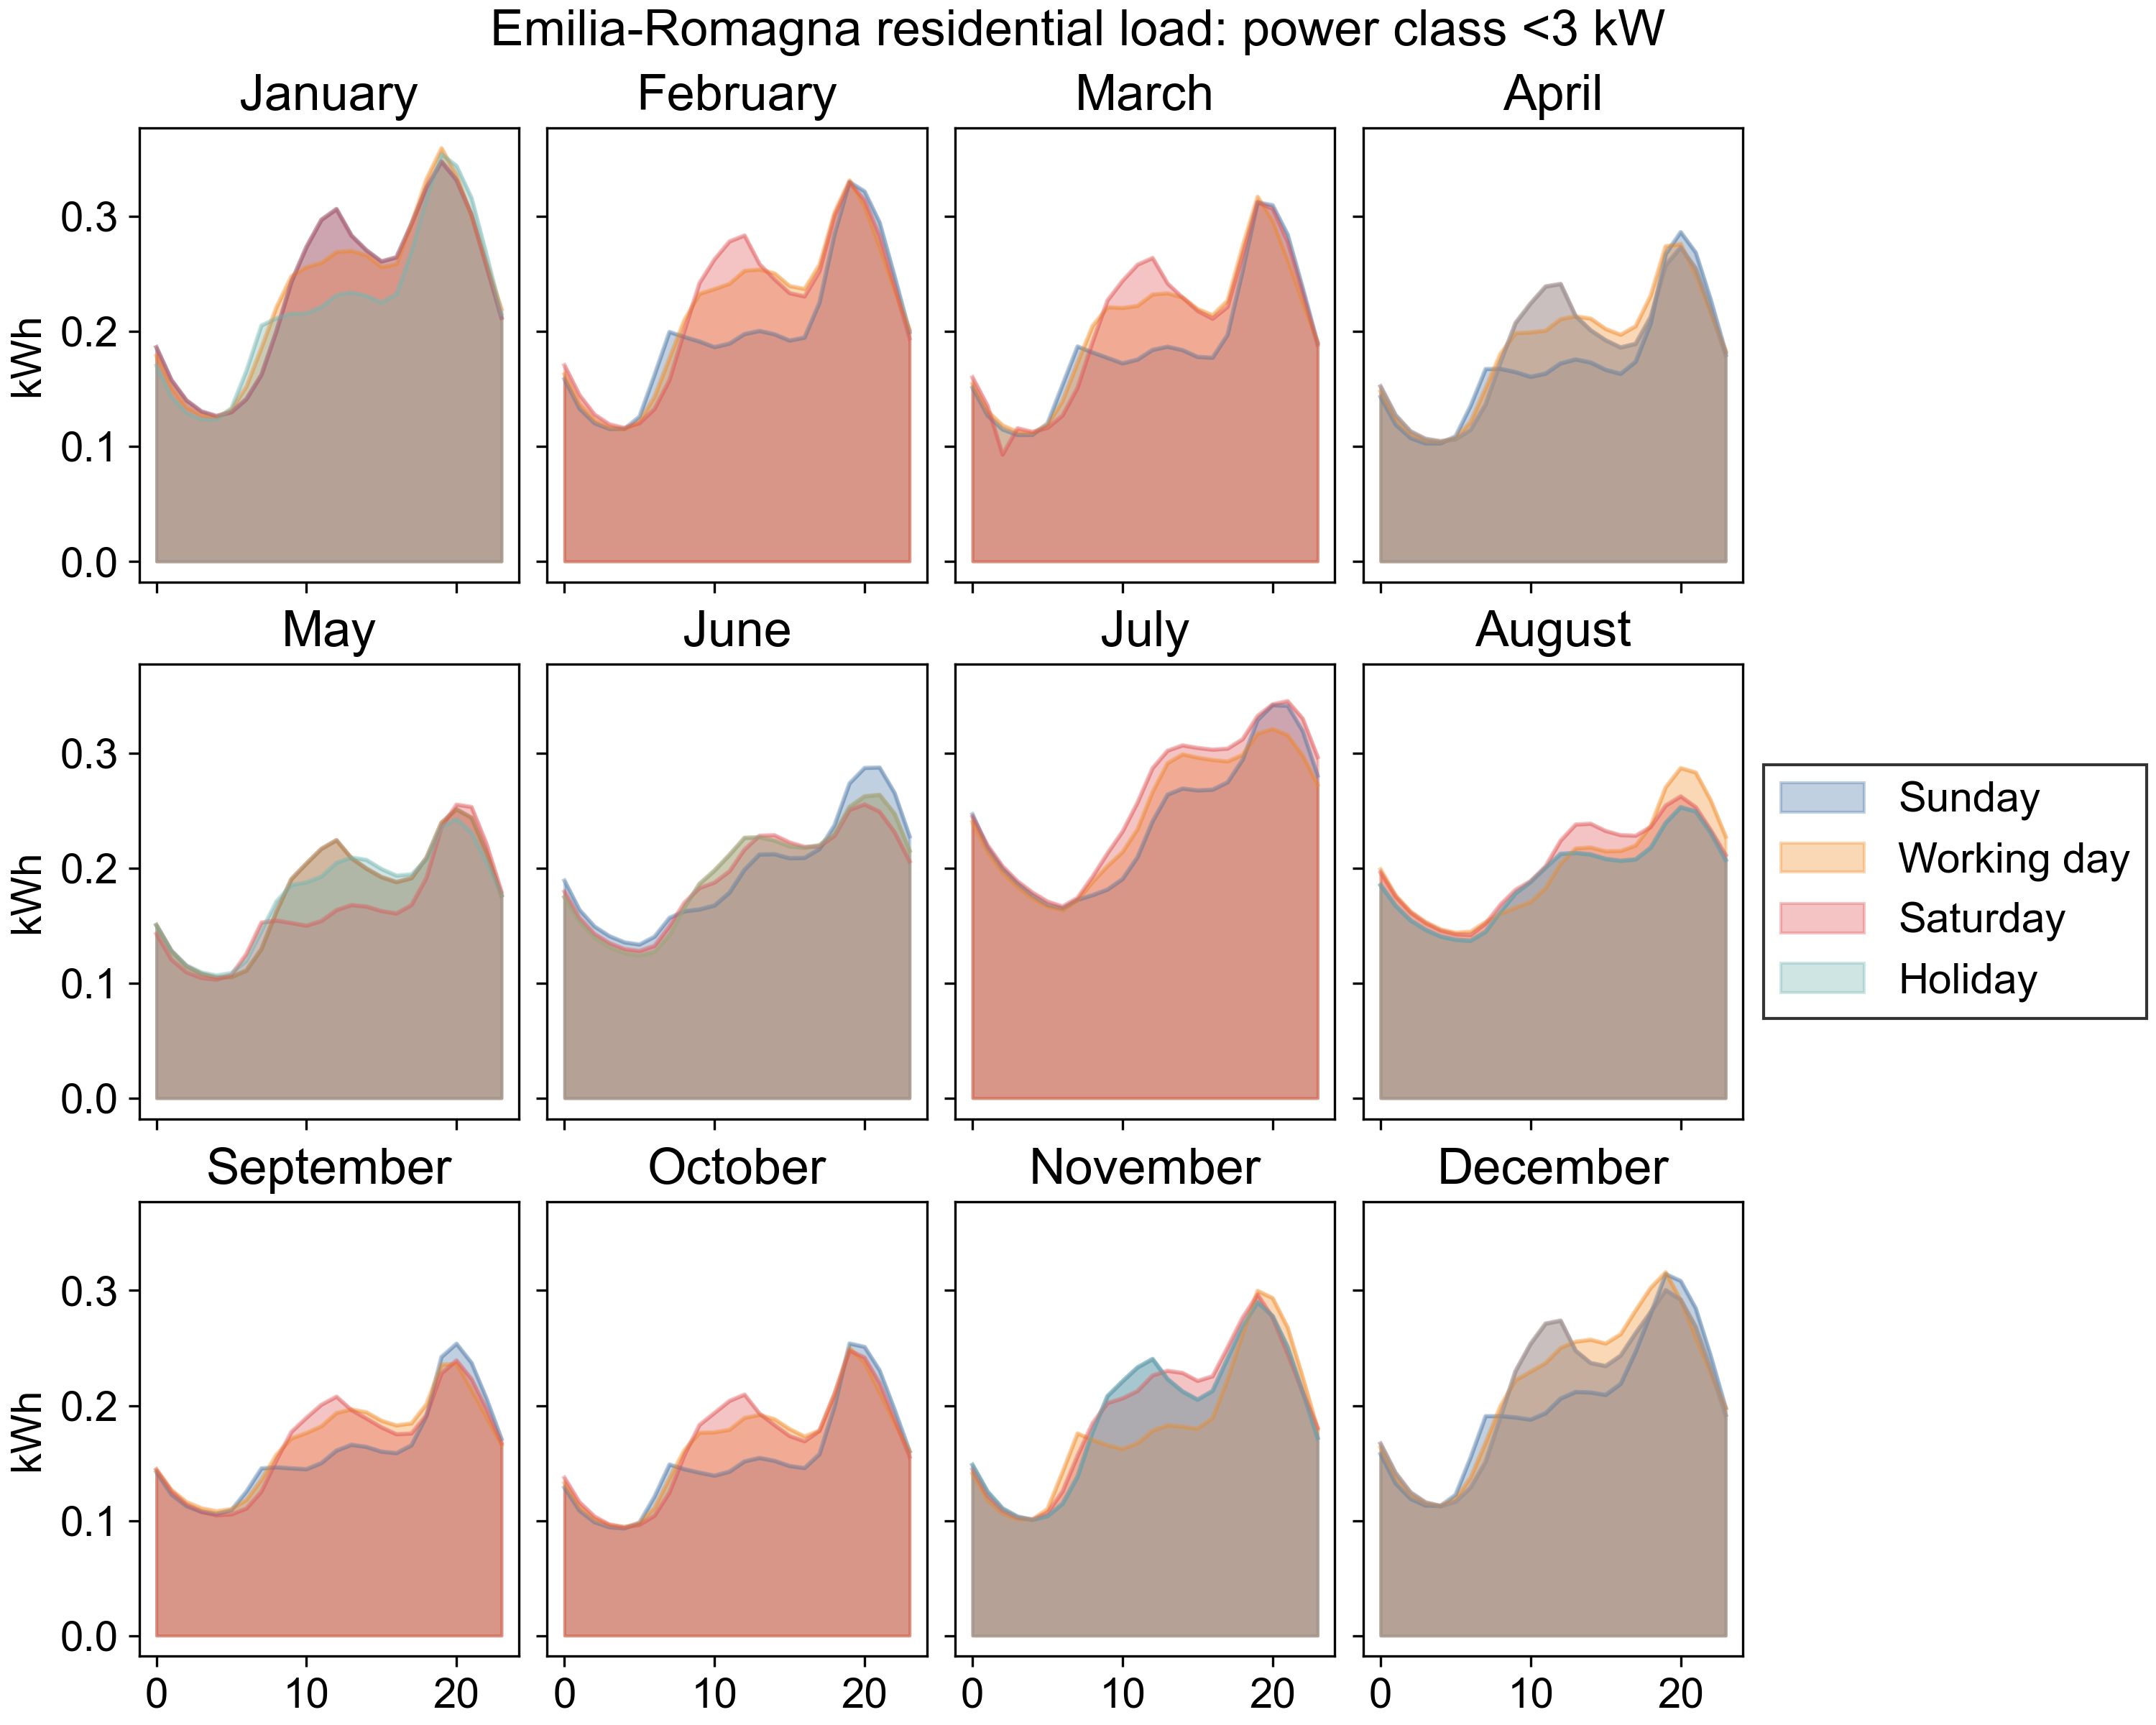 Emilia-Romagna residential load: power class <3 kW
January February March April
kWh
0.3
0.2
0.1
0.0
May June July August
kWh
0.3
0.2
0.1
0.0
Sunday
Working day
Saturday
Holiday
September October November December
kWh
0.3
0.2
0.1
0.0
0 10 20 0 10 20 0 10 20 0 10 20